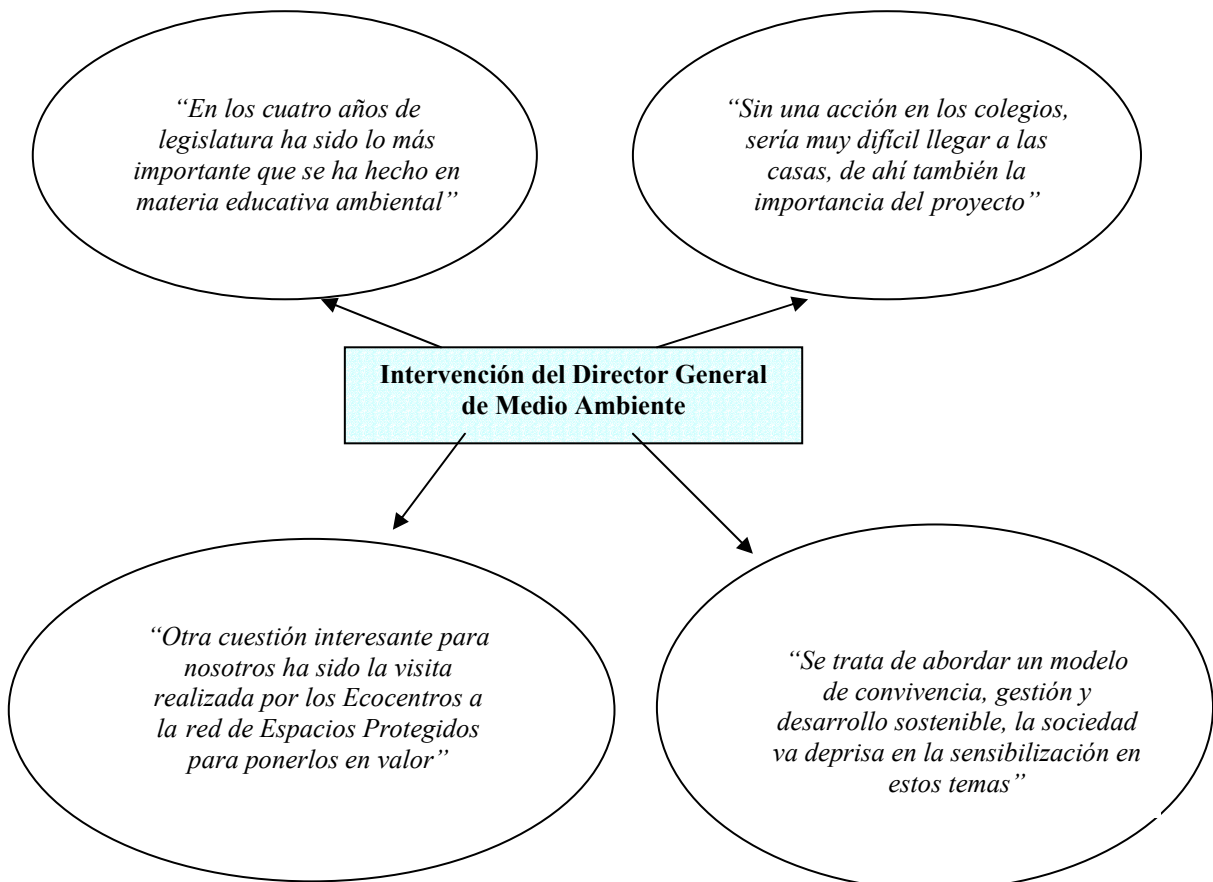 “En los cuatro años de
legislatura ha sido lo más
importante que se ha hecho en
materia educativa ambiental”
“Sin una acción en los colegios,
sería muy difícil llegar a las
casas, de ahí también la
importancia del proyecto”
Intervención del Director General
de Medio Ambiente
“Otra cuestión interesante para
nosotros ha sido la visita
realizada por los Ecocentros a
la red de Espacios Protegidos
para ponerlos en valor”
“Se trata de abordar un modelo
de convivencia, gestión y
desarrollo sostenible, la sociedad
va deprisa en la sensibilización en
estos temas”